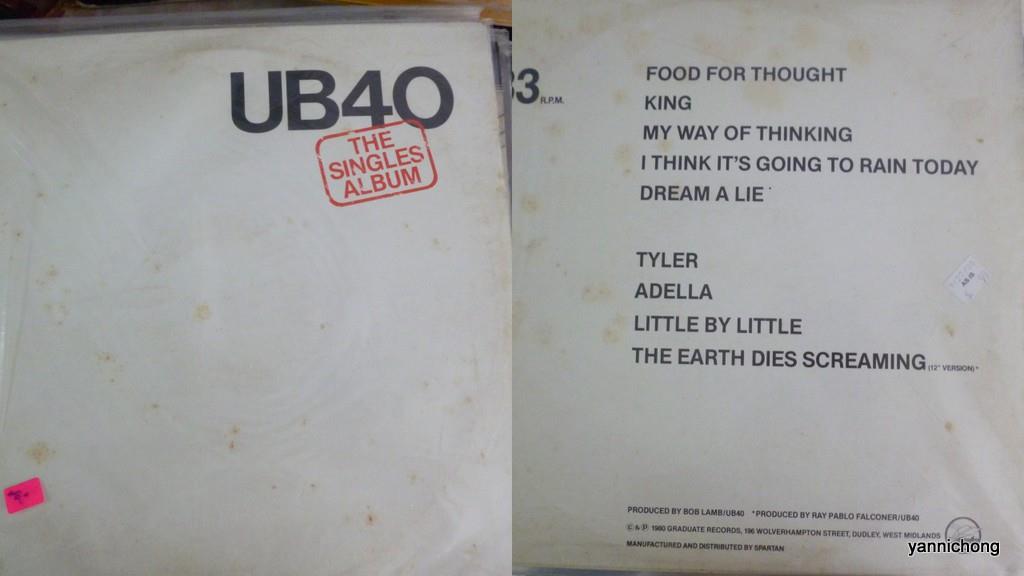 UB40
THE
SINGLES
ALBUM
33 R.P.M.
FOOD FOR THOUGHT
KING
MY WAY OF THINKING
I THINK IT'S GOING TO RAIN TODAY
DREAM A LIE
TYLER
ADELLA
LITTLE BY LITTLE
THE EARTH DIES SCREAMING (12" VERSION)*
PRODUCED BY BOB LAMB/UB40 *PRODUCED BY RAY PABLO FALCONER/UB40
© & ℗ 1980 GRADUATE RECORDS, 196 WOLVERHAMPTON STREET, DUDLEY, WEST MIDLANDS
MANUFACTURED AND DISTRIBUTED BY SPARTAN
yannichong